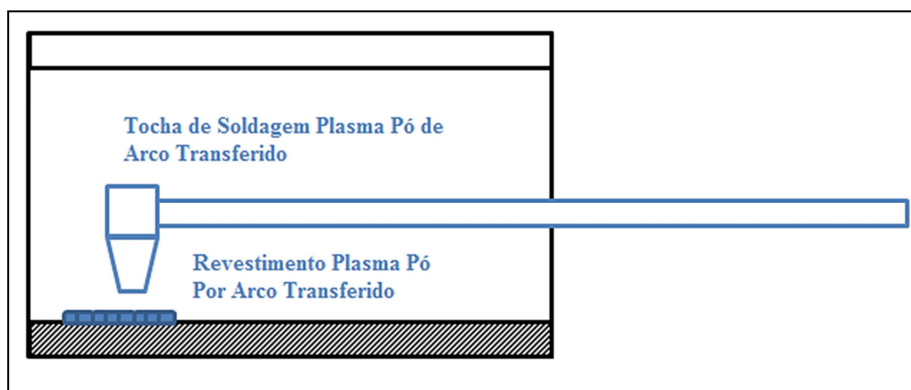 Tocha de Soldagem Plasma Pó de
Arco Transferido
Revestimento Plasma Pó
Por Arco Transferido